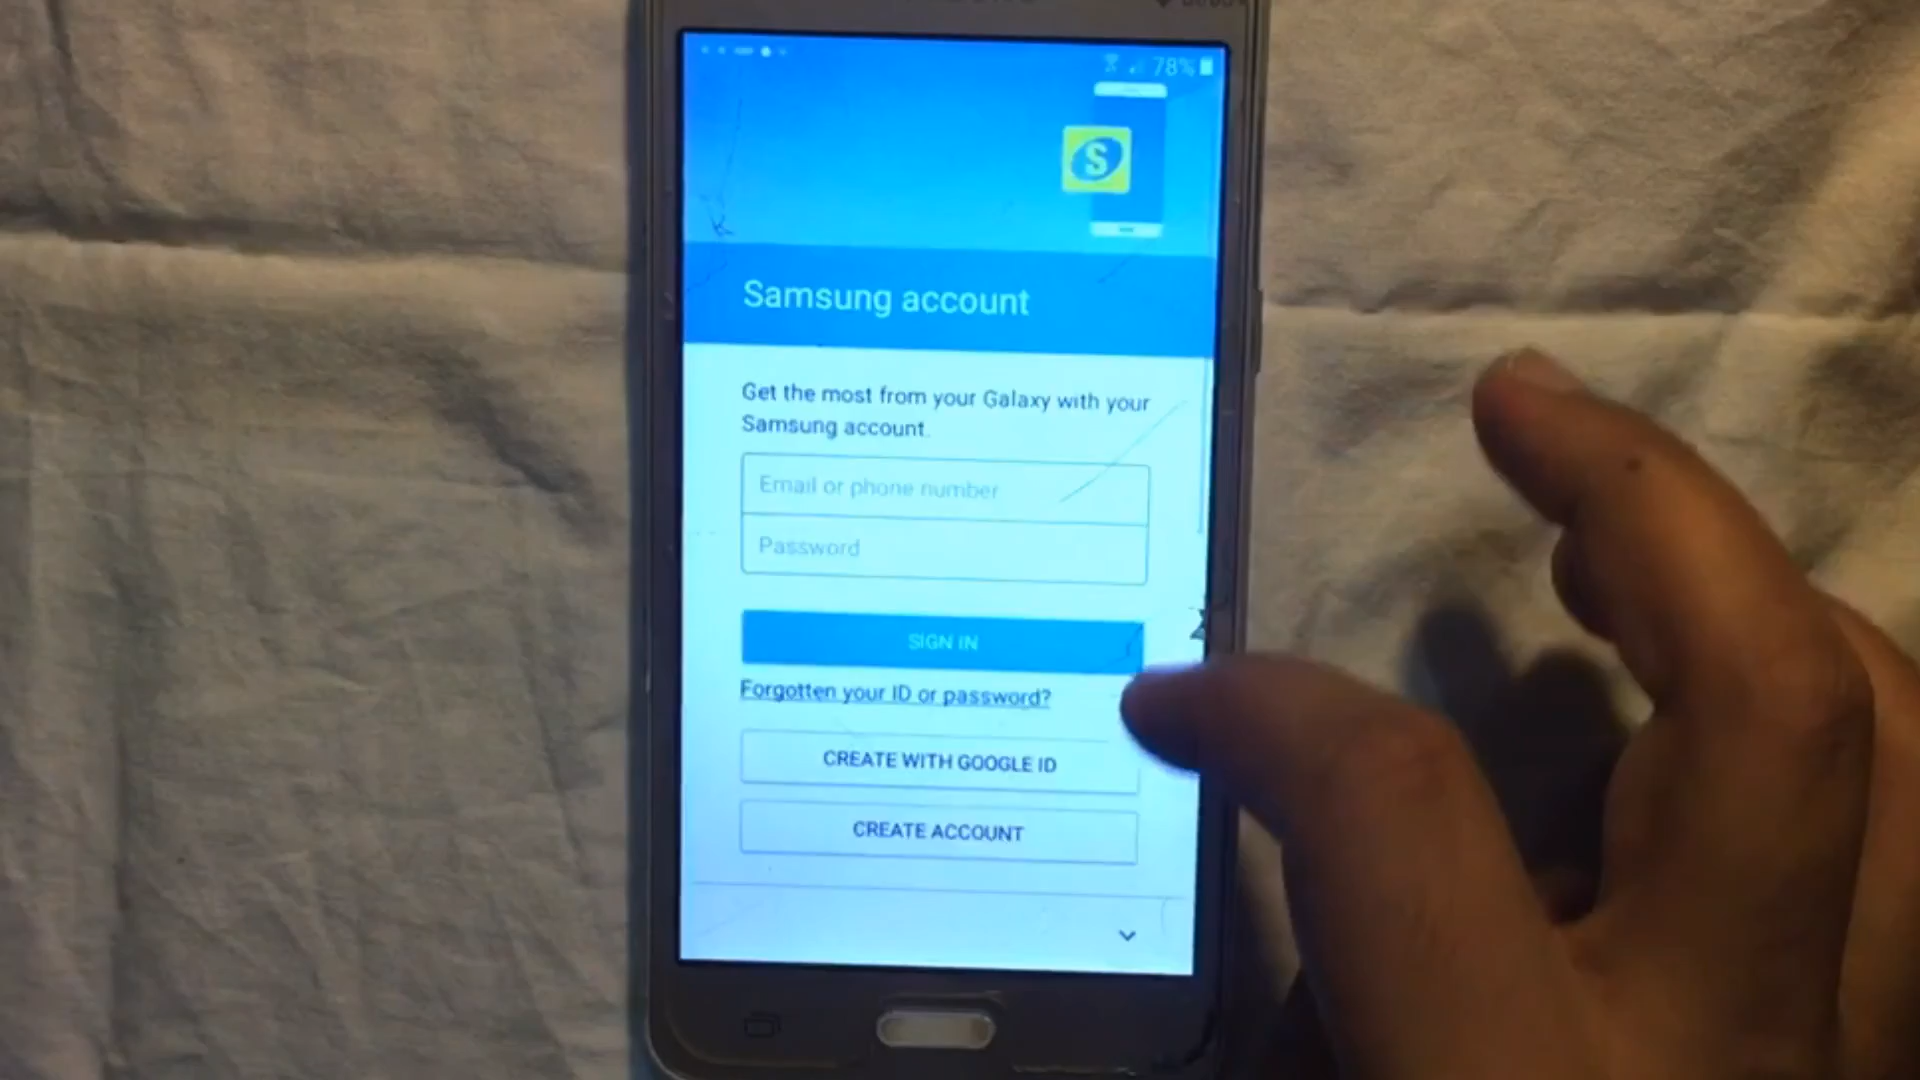 78%
S
Samsung account
Get the most from your Galaxy with your
Samsung account.
Email or phone number
Password
SIGN IN
Forgotten your ID or password?
CREATE WITH GOOGLE ID
CREATE ACCOUNT